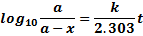 log₁₀ a/(a − x) = k/2.303 t